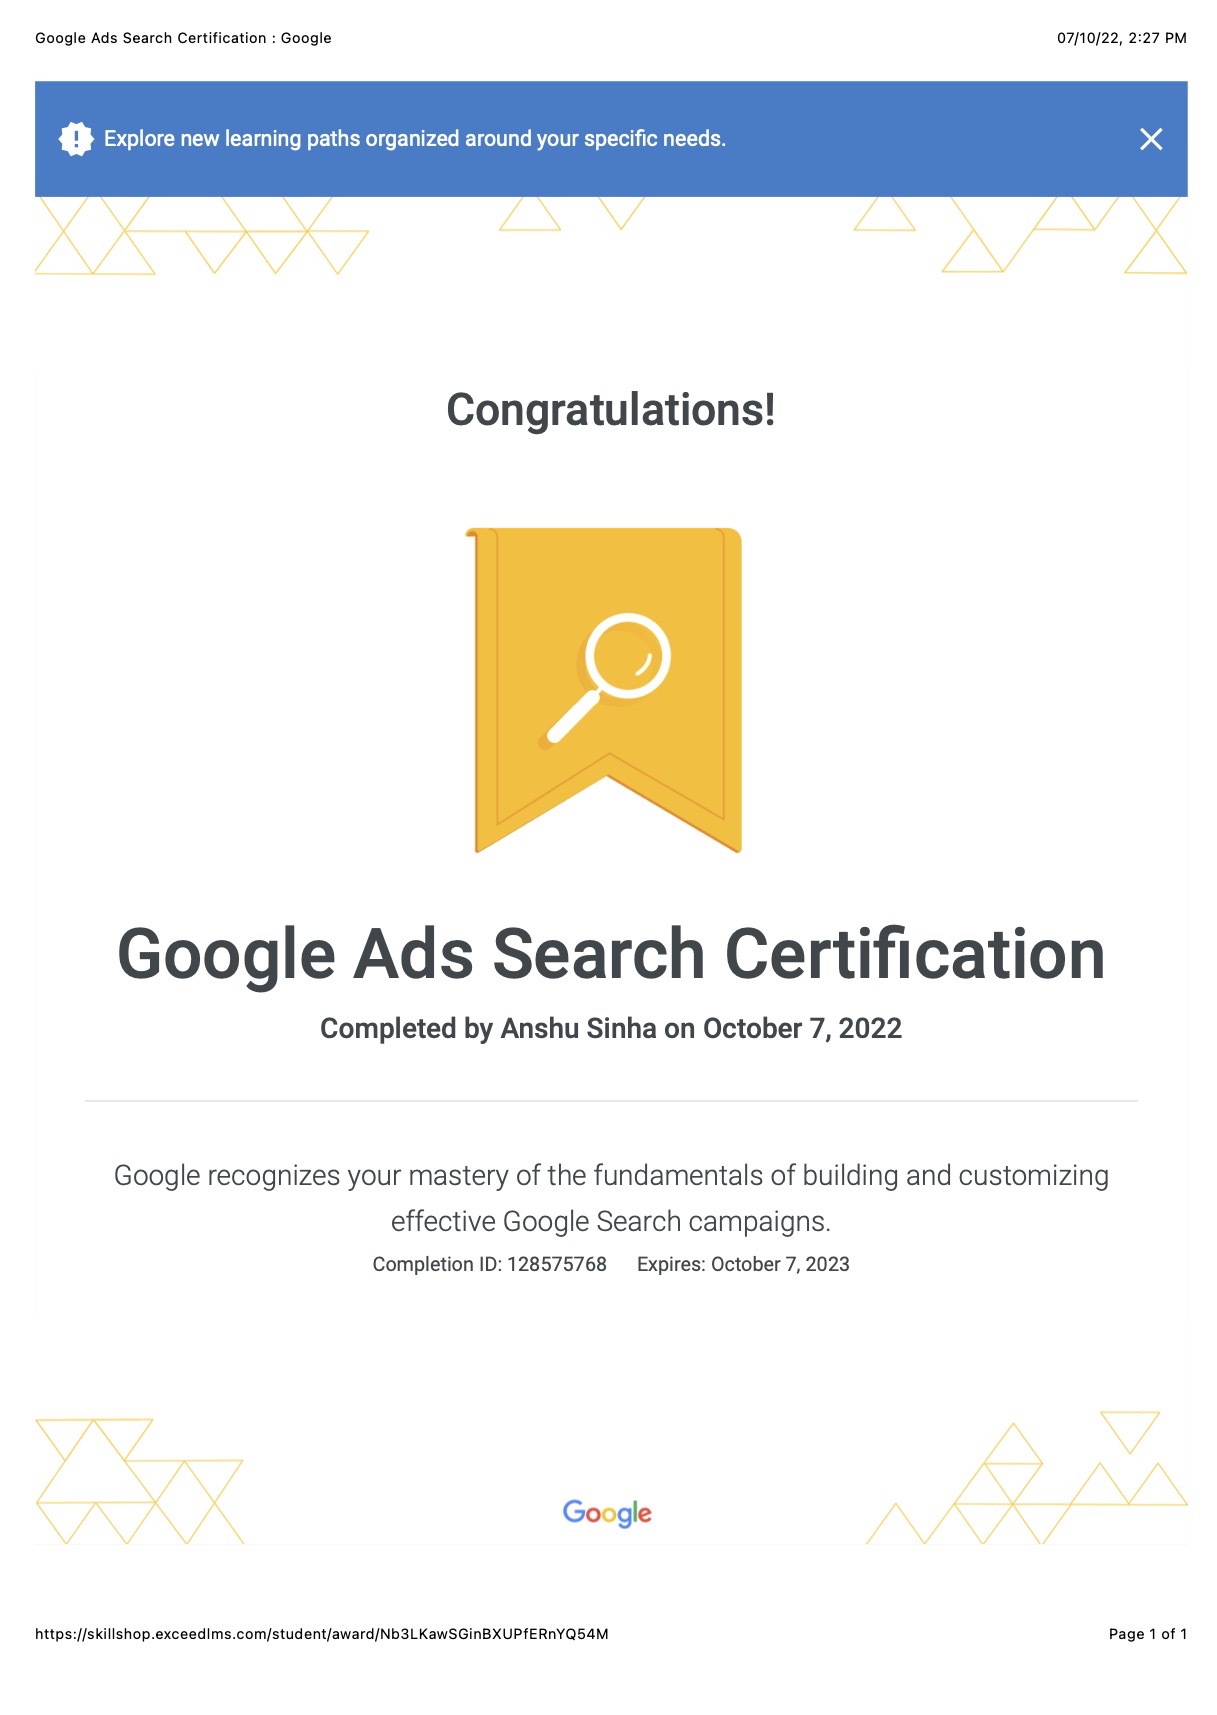 Google Ads Search Certification : Google
07/10/22, 2:27 PM
Explore new learning paths organized around your specific needs.
Congratulations!
Google Ads Search Certification
Completed by Anshu Sinha on October 7, 2022
Google recognizes your mastery of the fundamentals of building and customizing
effective Google Search campaigns.
Completion ID: 128575768 Expires: October 7, 2023
Google
https://skillshop.exceedlms.com/student/award/Nb3LKawSGinBXUPfERnYQ54M
Page 1 of 1